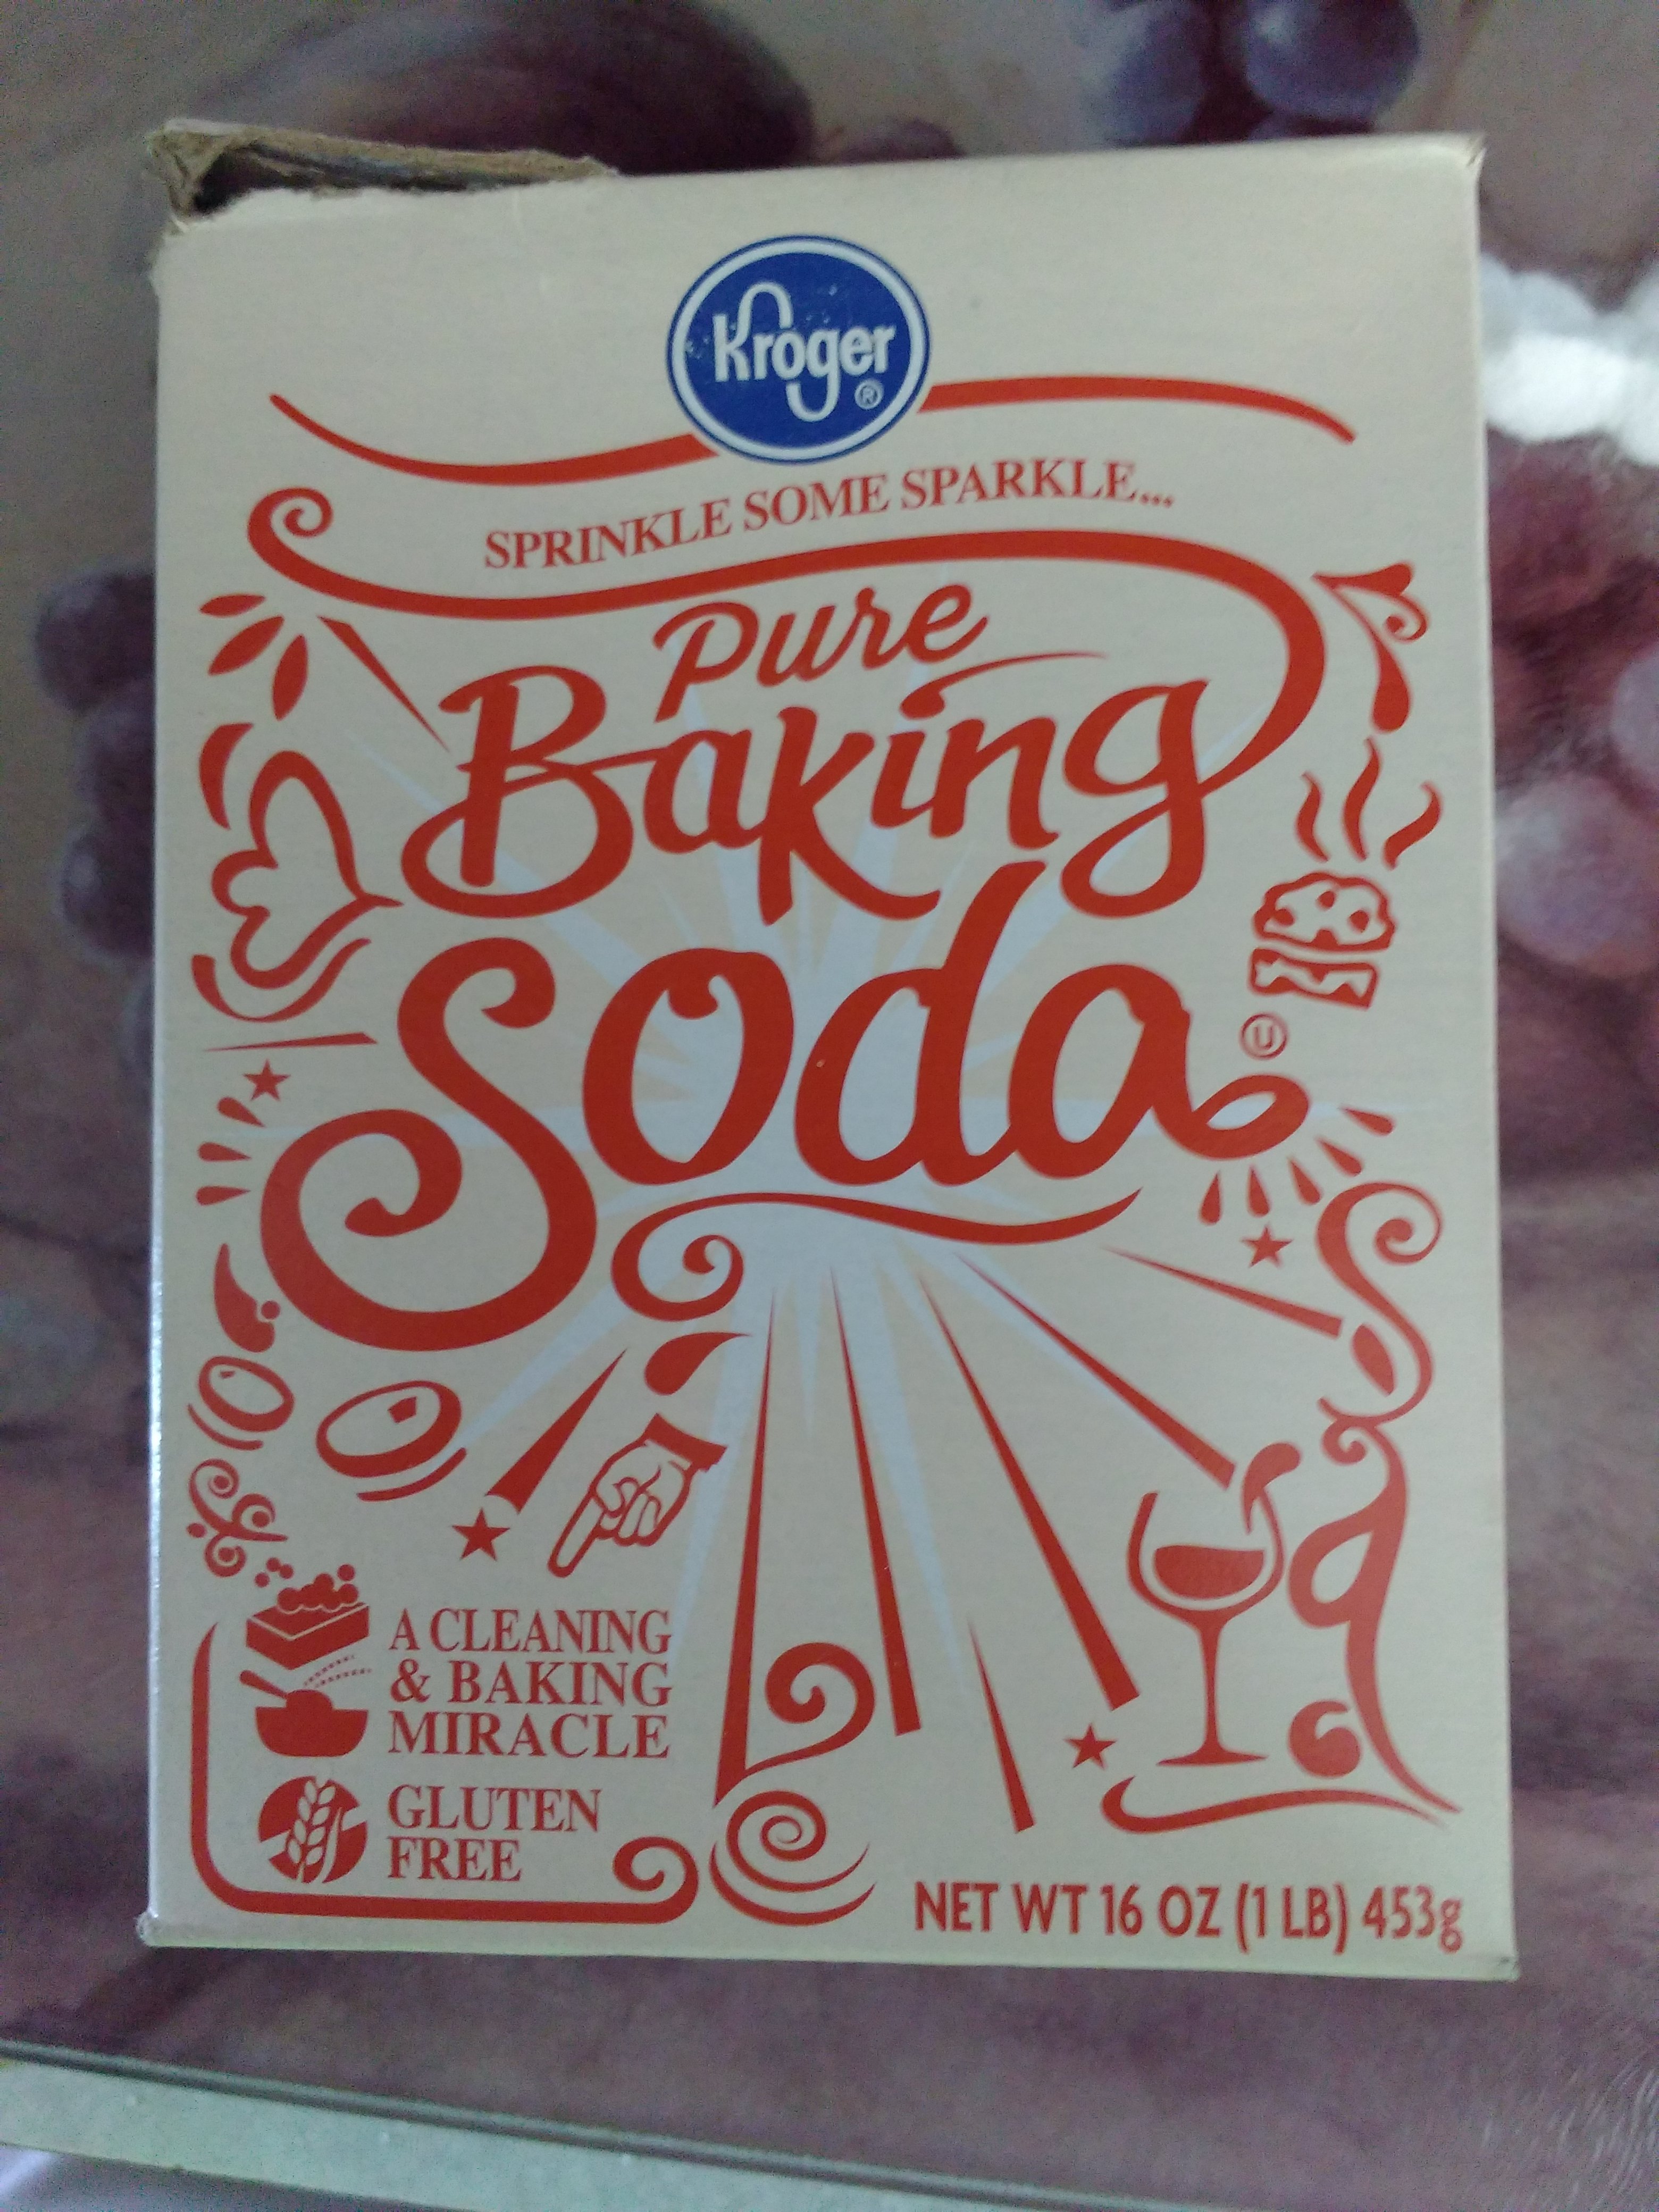 Kroger®
SPRINKLE SOME SPARKLE...
Pure
Baking
Soda
U
A CLEANING
& BAKING
MIRACLE
GLUTEN
FREE
NET WT 16 OZ (1 LB) 453g